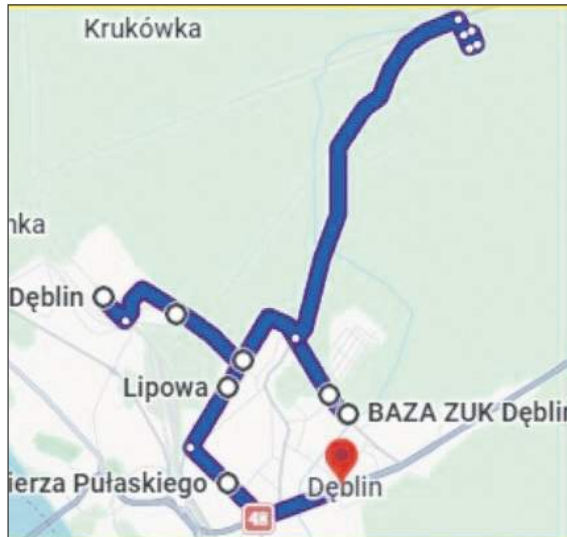 Krukówka
nka
Dęblin
Lipowa
BAZA ZUK Dęblin
ierza Pułaskiego
Dęblin
48